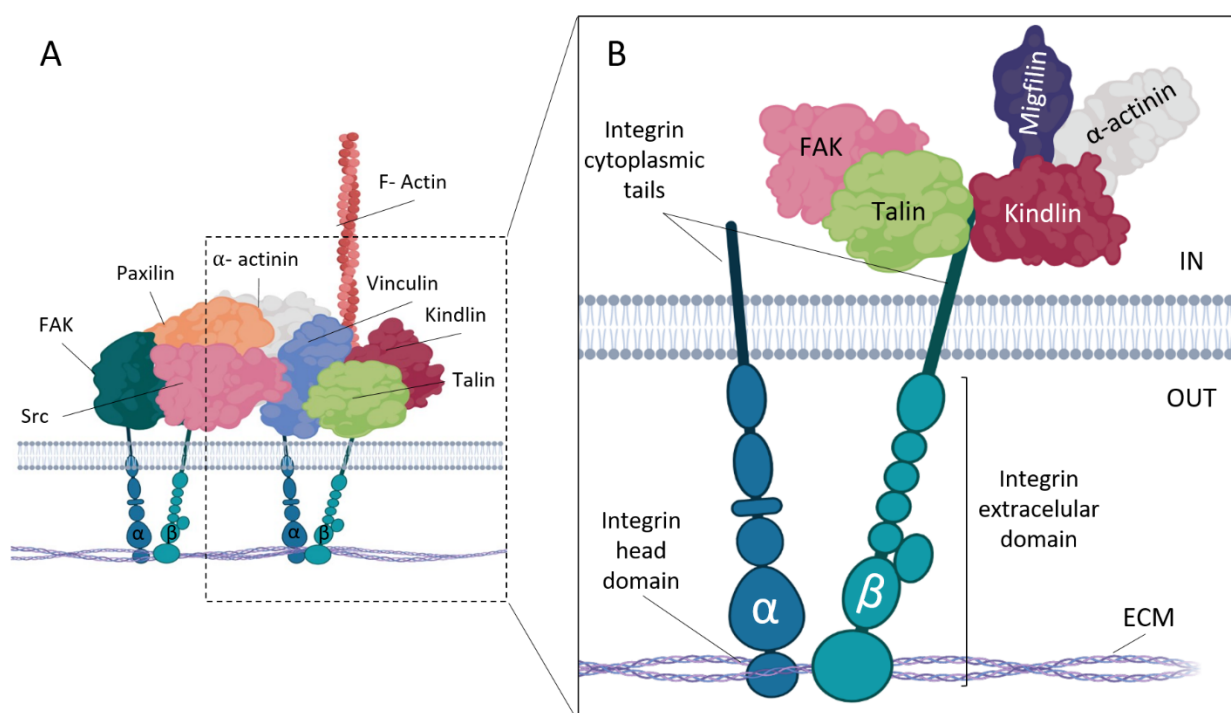 A
F- Actin
α- actinin
Paxilin
Vinculin
FAK
Kindlin
Talin
Src
α
β
α
β
B
Migfilin
α-actinin
Integrin
cytoplasmic
tails
FAK
Talin
Kindlin
IN
OUT
Integrin
head
domain
Integrin
extracelular
domain
α
β
ECM